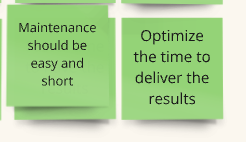 Maintenance
should be
easy and
short
Optimize
the time to
deliver the
results